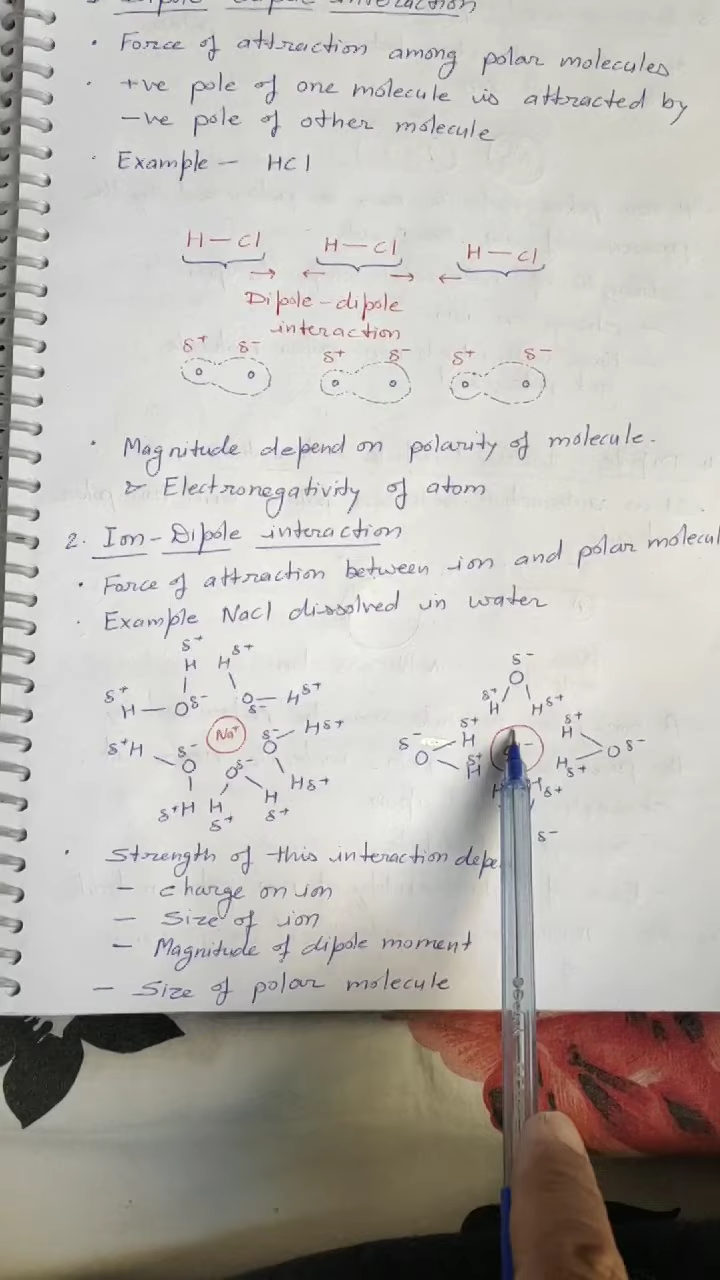 Dipole-dipole interaction
· Force of attraction among polar molecules
· +ve pole of one molecule is attracted by
-ve pole of other molecule
· Example - HCl
H-Cl H-Cl H-Cl
Dipole-dipole
interaction
δ+ δ- δ+ δ- δ+ δ-
· Magnitude depend on polarity of molecule.
& Electronegativity of atom
2. Ion-Dipole interaction
· Force of attraction between ion and polar molecul
· Example NaCl dissolved in water
δ+ H H δ+ δ- O
δ+ H-O δ- O δ- -H δ+ δ+ H H δ+
Na+
δ+ H O δ- O δ- H δ+ δ- O H δ+ H δ+ δ+ H O δ- H δ+
O δ- H δ+
δ+ H H δ+ H δ+ H H δ+ δ-
· Strength of this interaction depe
- charge on ion
- Size of ion
- Magnitude of dipole moment
- Size of polar molecule